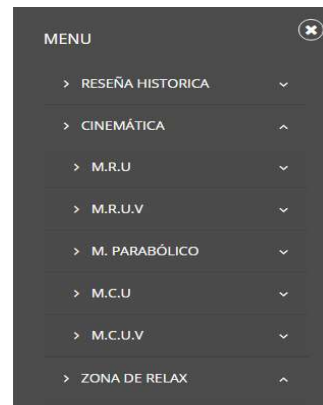 MENU
RESEÑA HISTORICA
CINEMÁTICA
M.R.U
M.R.U.V
M. PARABÓLICO
M.C.U
M.C.U.V
ZONA DE RELAX